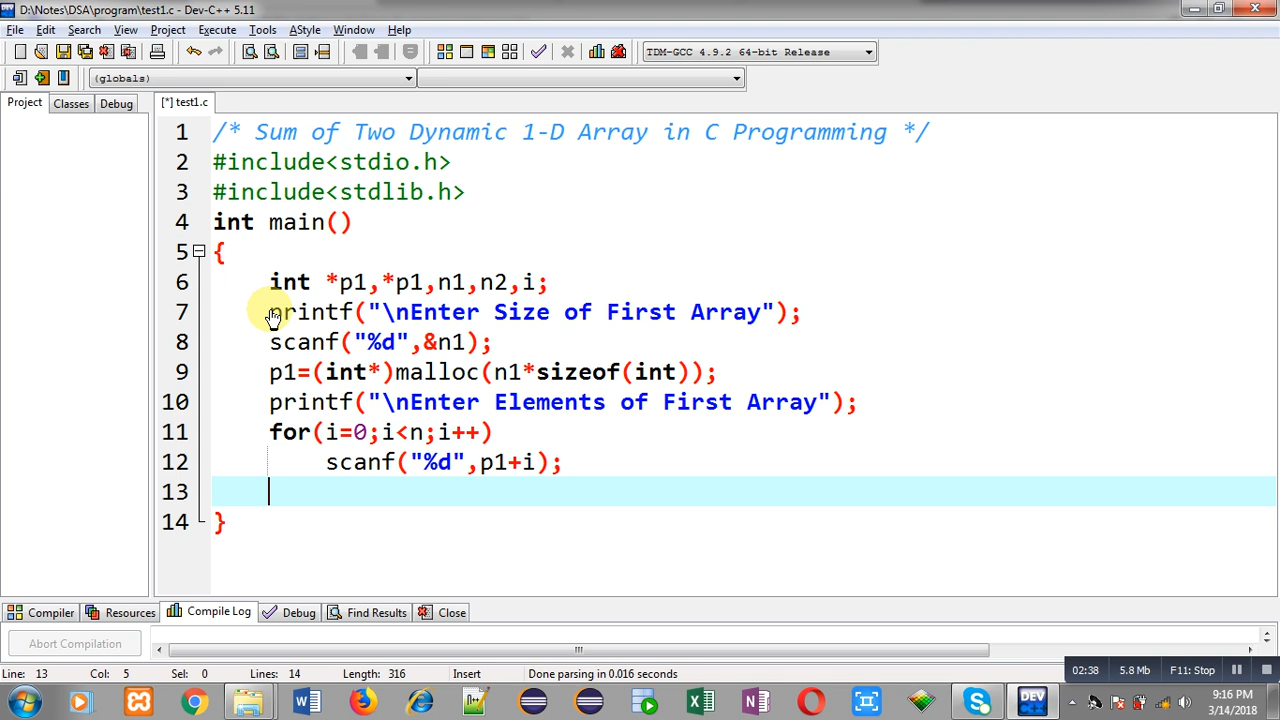 D:\Notes\DSA\program\test1.c - Dev-C++ 5.11
File Edit Search View Project Execute Tools AStyle Window Help
TDM-GCC 4.9.2 64-bit Release
(globals)
Project Classes Debug
[*] test1.c
1 /* Sum of Two Dynamic 1-D Array in C Programming */
2 #include<stdio.h>
3 #include<stdlib.h>
4 int main()
5 {
6 int *p1,*p1,n1,n2,i;
7 printf("\nEnter Size of First Array");
8 scanf("%d",&n1);
9 p1=(int*)malloc(n1*sizeof(int));
10 printf("\nEnter Elements of First Array");
11 for(i=0;i<n;i++)
12 scanf("%d",p1+i);
13
14 }
Compiler Resources Compile Log Debug Find Results Close
Abort Compilation
Line: 13 Col: 5 Sel: 0 Lines: 14 Length: 316 Insert Done parsing in 0.016 seconds
02:38 5.8 Mb F11: Stop
DEV
9:16 PM
3/14/2018